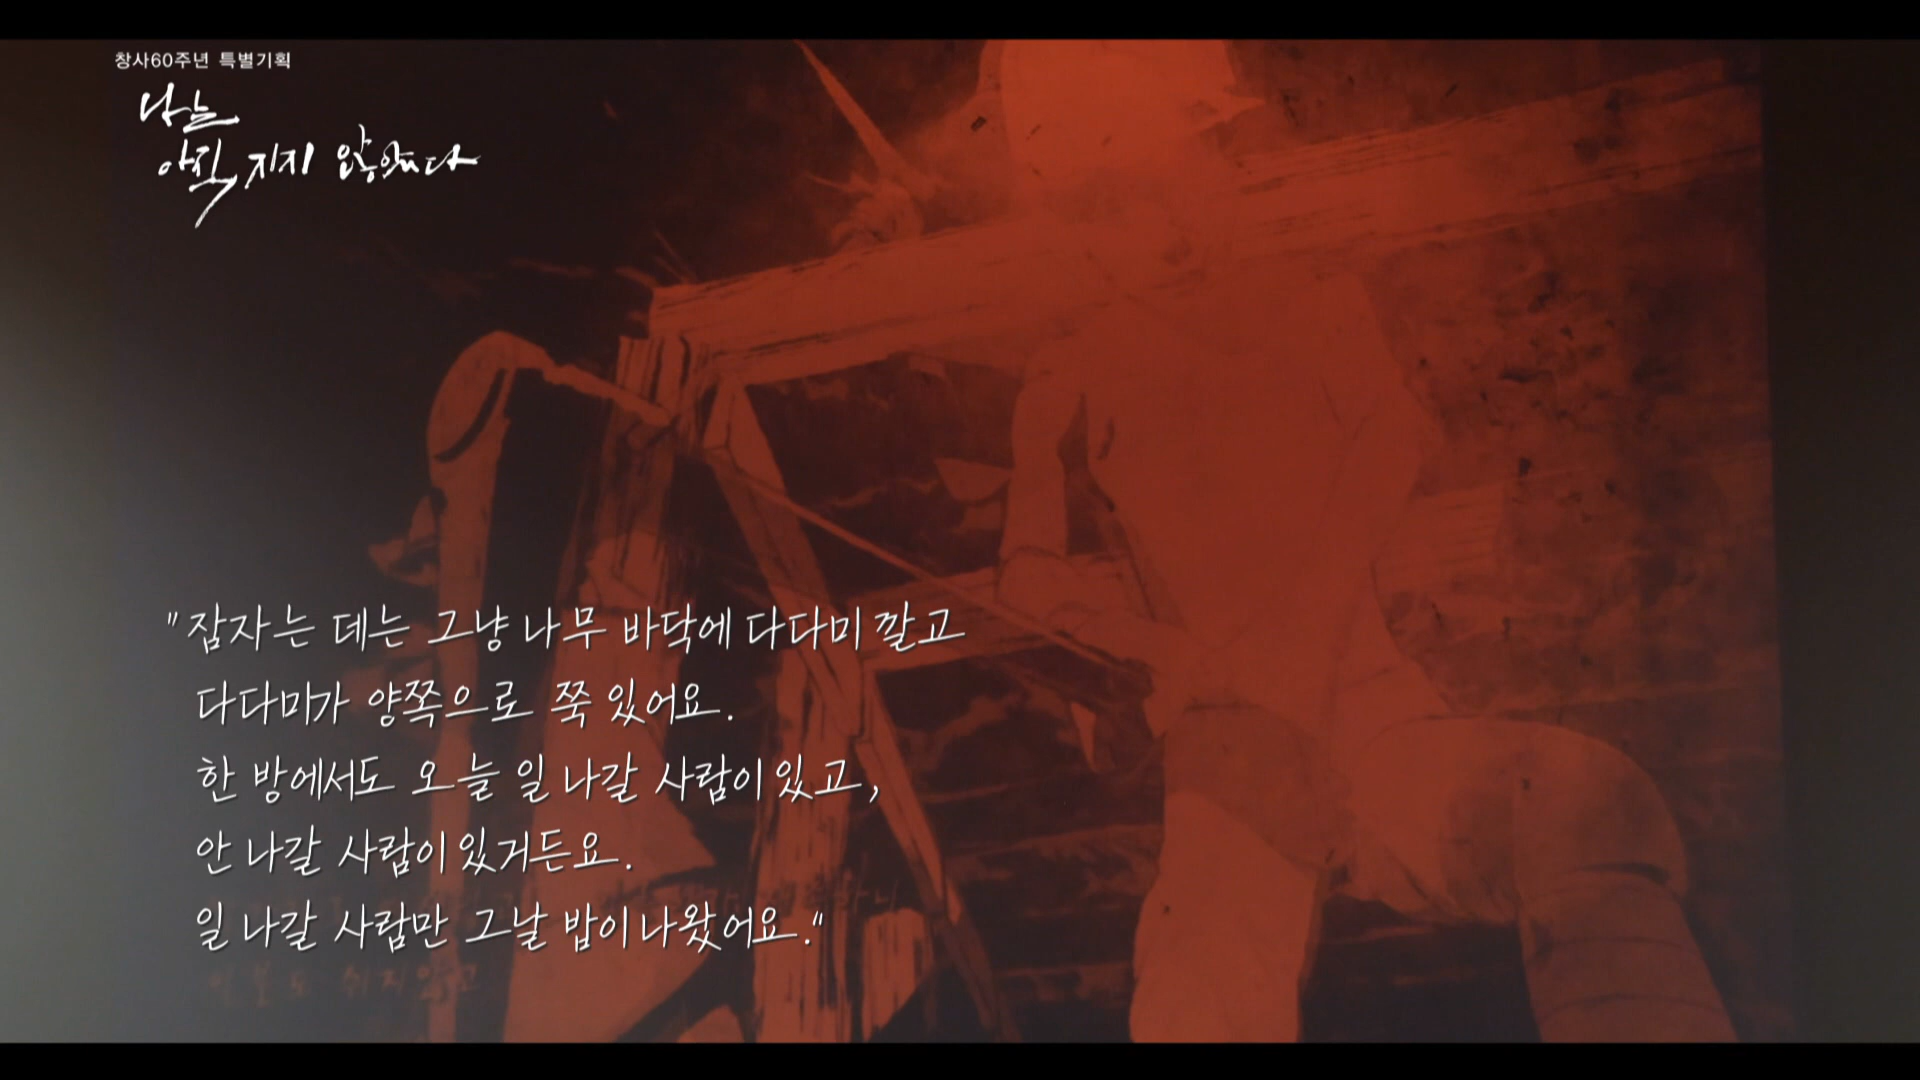 창사60주년 특별기획
나는
아직 지지 않았다
"잠자는 데는 그냥 나무 바닥에 다다미 깔고
다다미가 양쪽으로 쭉 있어요.
한 방에서도 오늘 일 나갈 사람이 있고,
안 나갈 사람이 있거든요.
일 나갈 사람만 그날 밥이 나왔어요."
쉬지않고